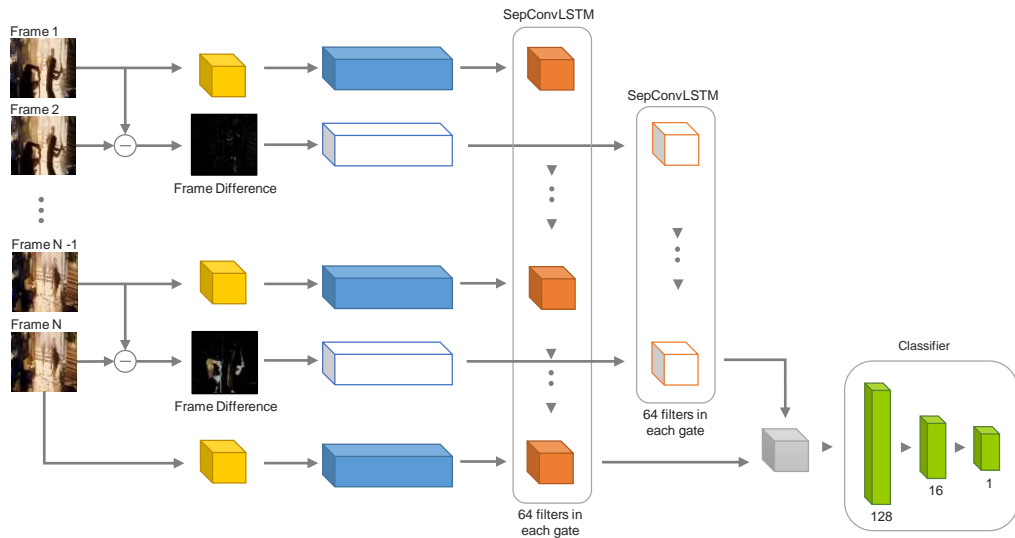 SepConvLSTM
Frame 1
SepConvLSTM
Frame 2
Frame Difference
Frame N -1
Frame N
Classifier
Frame Difference
64 filters in
each gate
128
16
1
64 filters in
each gate